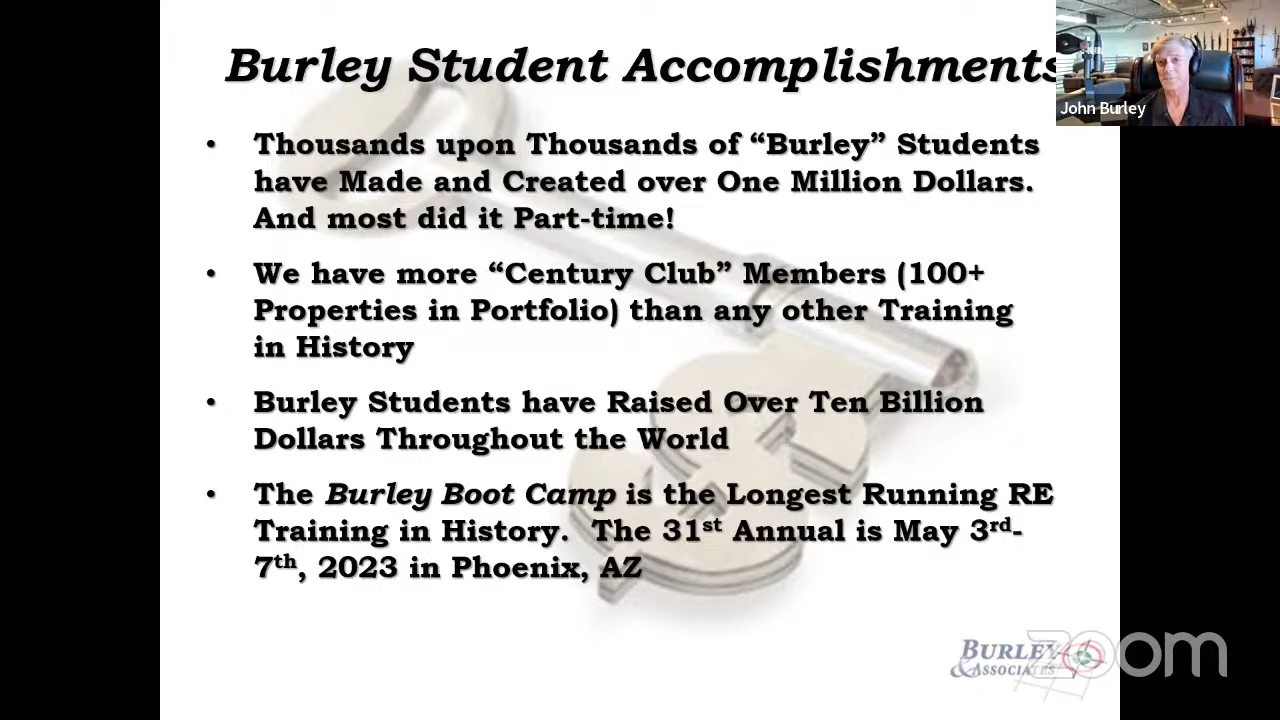 Burley Student Accomplishments
John Burley
• Thousands upon Thousands of “Burley” Students
have Made and Created over One Million Dollars.
And most did it Part-time!
• We have more “Century Club” Members (100+
Properties in Portfolio) than any other Training
in History
• Burley Students have Raised Over Ten Billion
Dollars Throughout the World
• The Burley Boot Camp is the Longest Running RE
Training in History.  The 31st Annual is May 3rd-
7th, 2023 in Phoenix, AZ
BURLEY
& ASSOCIATES
zoom